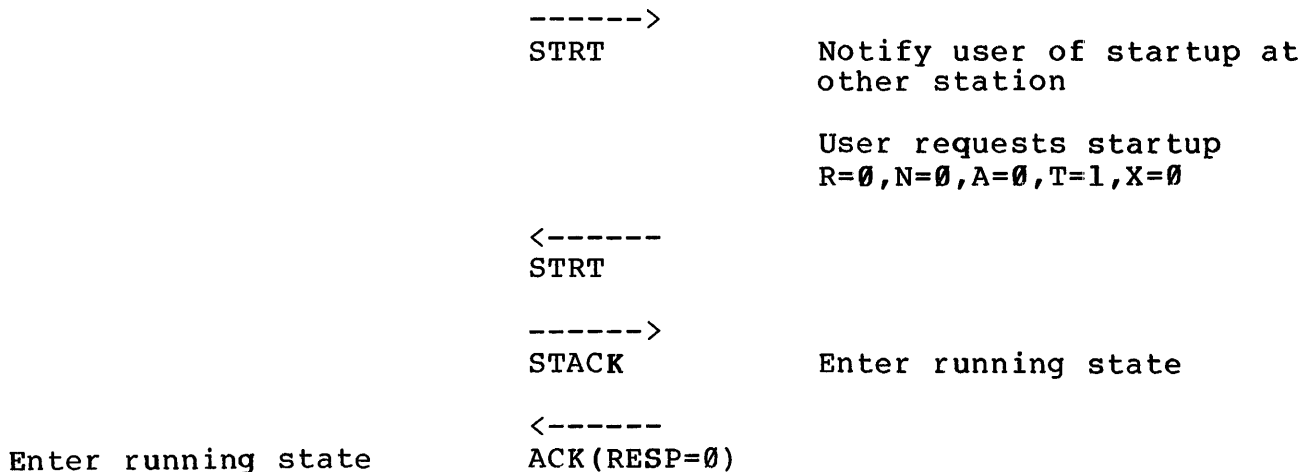 ------>
STRT Notify user of startup at
other station
User requests startup
R=0,N=0,A=0,T=1,X=0
<------
STRT
------>
STACK Enter running state
<------
Enter running state ACK(RESP=0)